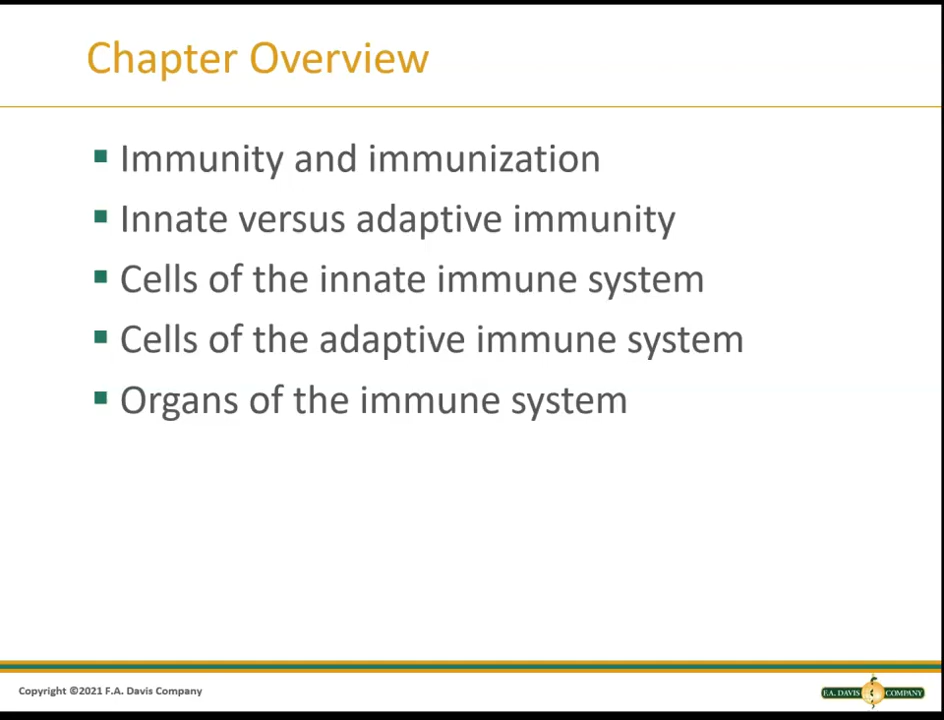 Chapter Overview
Immunity and immunization
Innate versus adaptive immunity
Cells of the innate immune system
Cells of the adaptive immune system
Organs of the immune system
Copyright ©2021 F.A. Davis Company
F.A. DAVIS COMPANY